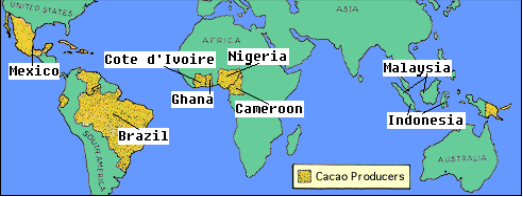 UNITED STATES
ASIA
AFRICA
Cote d'Ivoire
Nigeria
Mexico
Malaysia
Ghana
Cameroon
Indonesia
Brazil
SOUTH AMERICA
AUSTRALIA
Cacao Producers